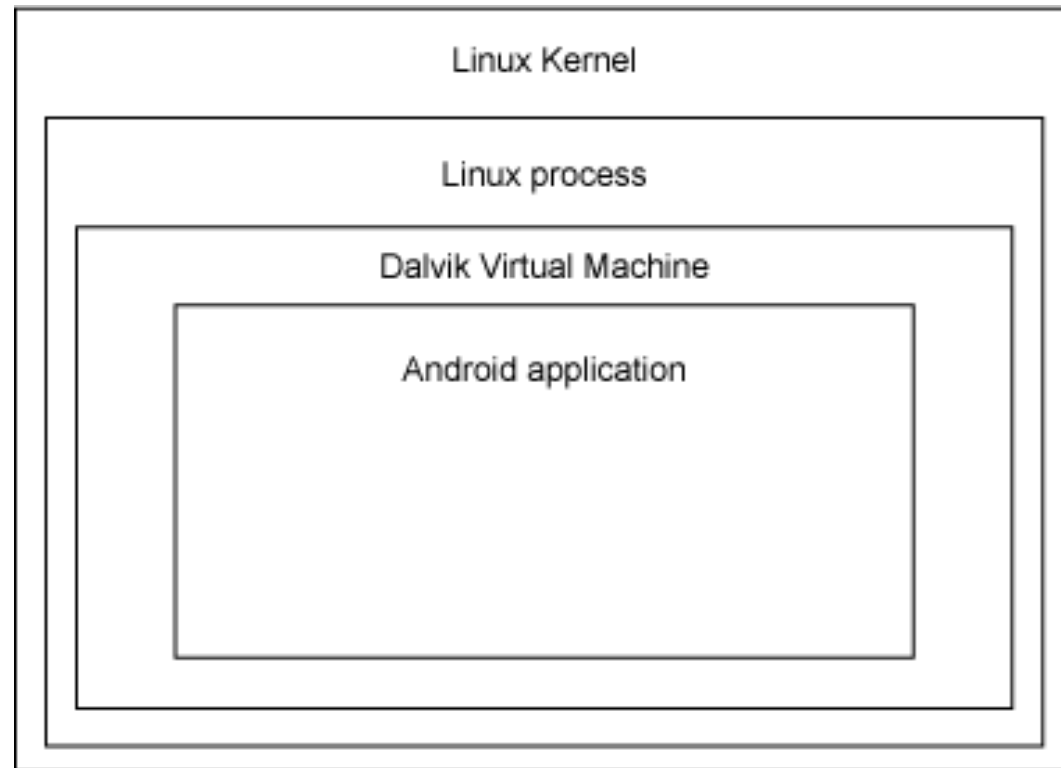 Linux Kernel
Linux process
Dalvik Virtual Machine
Android application